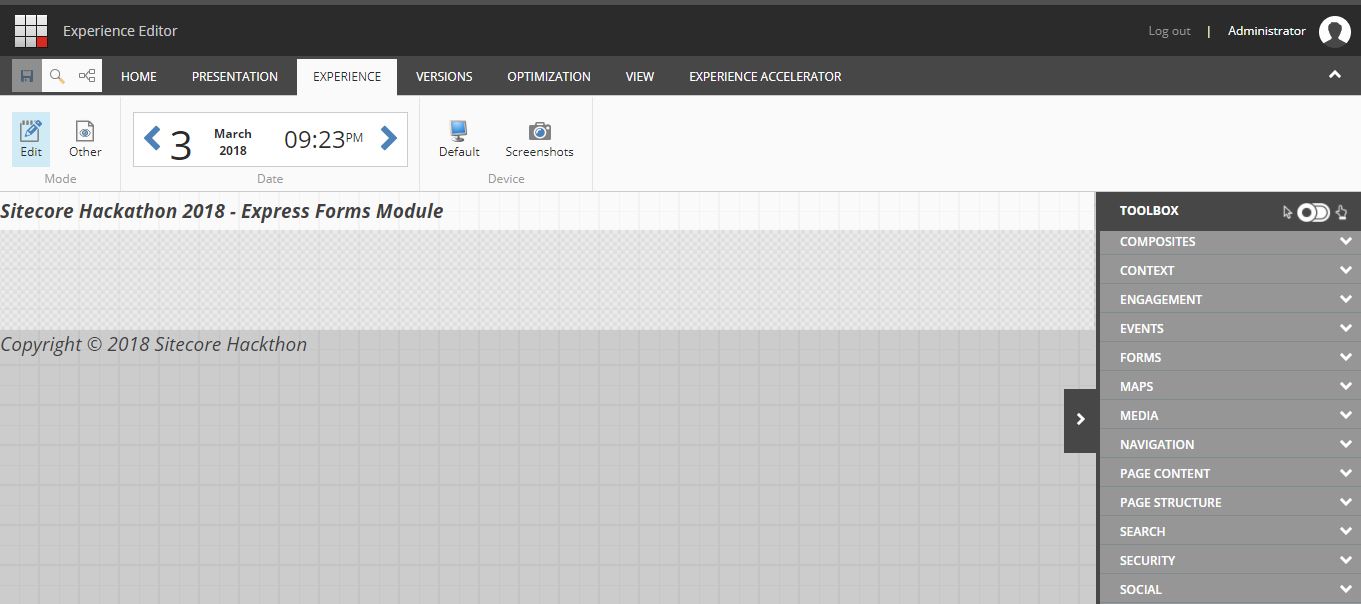 Experience Editor
Log out | Administrator
HOME PRESENTATION EXPERIENCE VERSIONS OPTIMIZATION VIEW EXPERIENCE ACCELERATOR
Edit Other
Mode
3 March 2018 09:23PM
Date
Default Screenshots
Device
Sitecore Hackathon 2018 - Express Forms Module
Copyright © 2018 Sitecore Hackthon
TOOLBOX
COMPOSITES
CONTEXT
ENGAGEMENT
EVENTS
FORMS
MAPS
MEDIA
NAVIGATION
PAGE CONTENT
PAGE STRUCTURE
SEARCH
SECURITY
SOCIAL